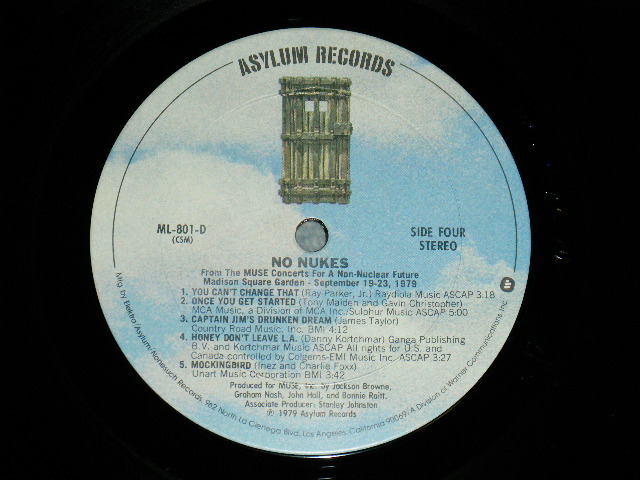 ASYLUM RECORDS
ML-801-D
(CSM)
SIDE FOUR
STEREO
NO NUKES
From The MUSE Concerts For A Non-Nuclear Future
Madison Square Garden - September 19-23, 1979
1. YOU CAN'T CHANGE THAT (Ray Parker, Jr.) Raydiola Music ASCAP 3:18
2. ONCE YOU GET STARTED (Tony Maiden and Gavin Christopher)
MCA Music, a Division of MCA Inc./Sulphur Music ASCAP 5:00
3. CAPTAIN JIM'S DRUNKEN DREAM (James Taylor)
Country Road Music, Inc. BMI 4:12
4. HONEY DON'T LEAVE L.A. (Danny Kortchmar) Ganga Publishing
B.V. and Kortchmar Music ASCAP All rights for U.S. and
Canada controlled by Colgems-EMI Music Inc. ASCAP 3:27
5. MOCKINGBIRD (Inez and Charlie Foxx)
Unart Music Corporation BMI 3:42
Produced for MUSE, Inc. by Jackson Browne,
Graham Nash, John Hall, and Bonnie Raitt.
Associate Producer: Stanley Johnston
℗ 1979 Asylum Records
Mfg. by Elektra/Asylum/Nonesuch Records, 962 North La Cienega Blvd., Los Angeles, California 90069/A Division of Warner Communications Inc.